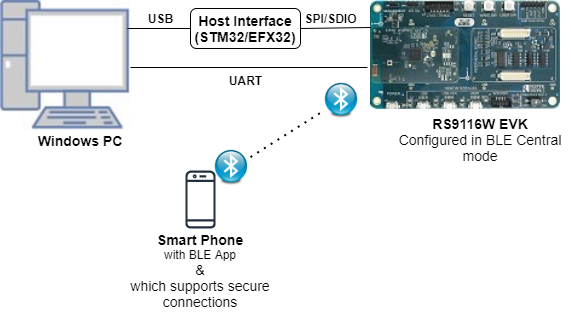 USB
Host Interface
(STM32/EFX32)
SPI/SDIO
UART
Windows PC
RS9116W EVK
Configured in BLE Central
mode
Smart Phone
with BLE App
&
which supports secure
connections